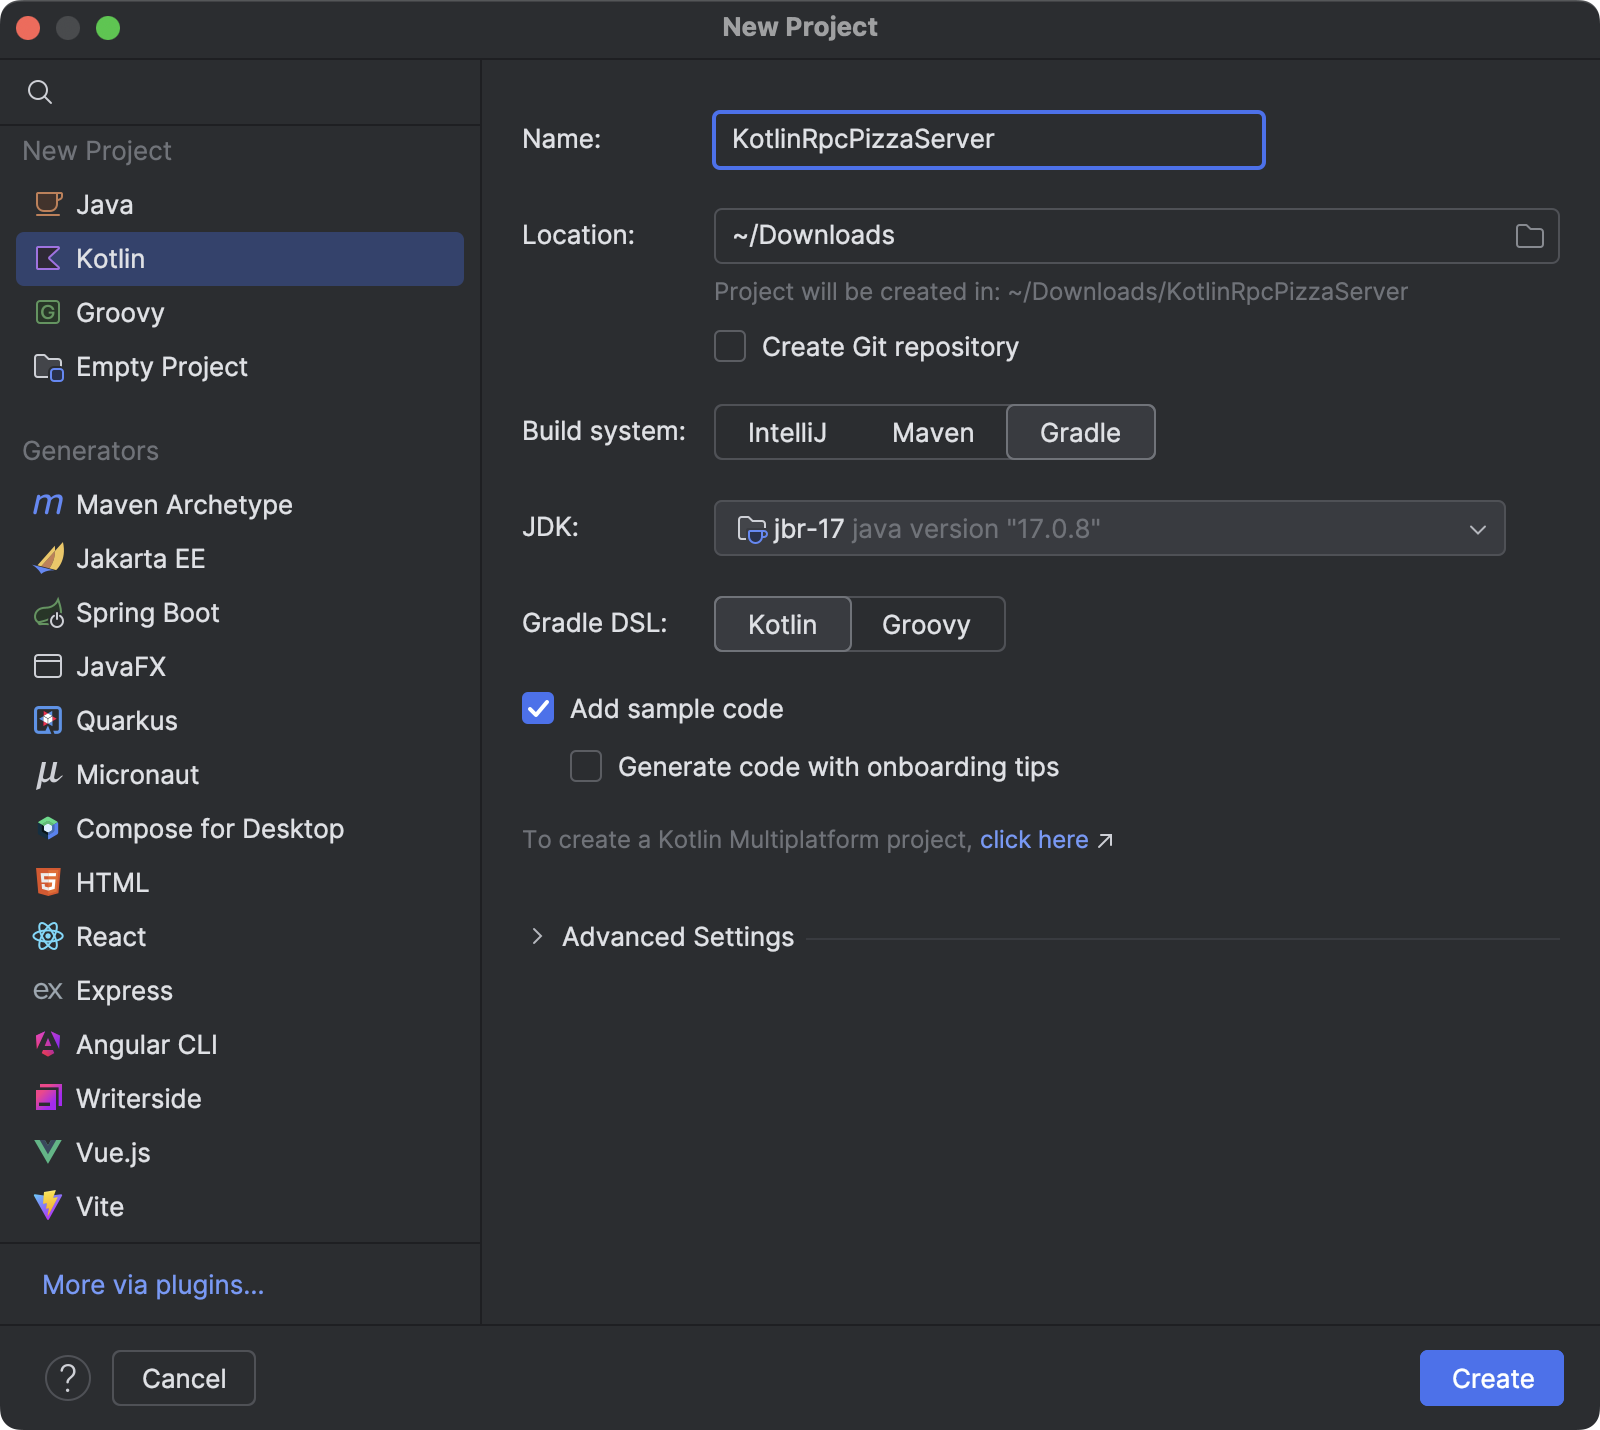 New Project
New Project
Java
Kotlin
Groovy
Empty Project
Generators
Maven Archetype
Jakarta EE
Spring Boot
JavaFX
Quarkus
Micronaut
Compose for Desktop
HTML
React
ex Express
Angular CLI
Writerside
Vue.js
Vite
More via plugins...
Name: KotlinRpcPizzaServer
Location: ~/Downloads
Project will be created in: ~/Downloads/KotlinRpcPizzaServer
Create Git repository
Build system: IntelliJ Maven Gradle
JDK: jbr-17 java version "17.0.8"
Gradle DSL: Kotlin Groovy
Add sample code
Generate code with onboarding tips
To create a Kotlin Multiplatform project, click here ↗
Advanced Settings
? Cancel Create